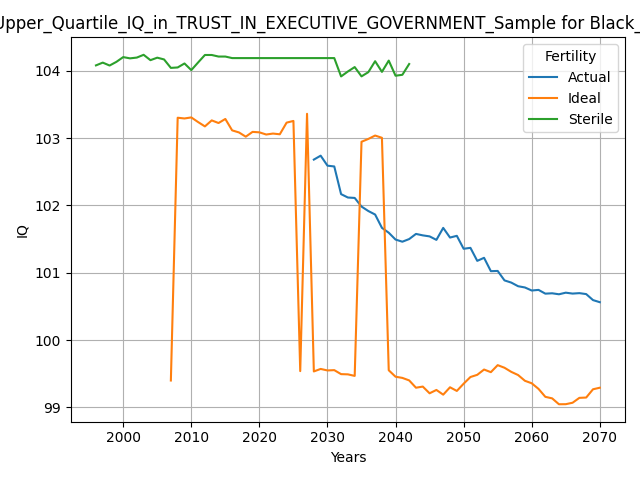 Upper_Quartile_IQ_in_TRUST_IN_EXECUTIVE_GOVERNMENT_Sample for Black_
Fertility
Actual
Ideal
Sterile
104
103
102
101
100
99
IQ
2000
2010
2020
2030
2040
2050
2060
2070
Years